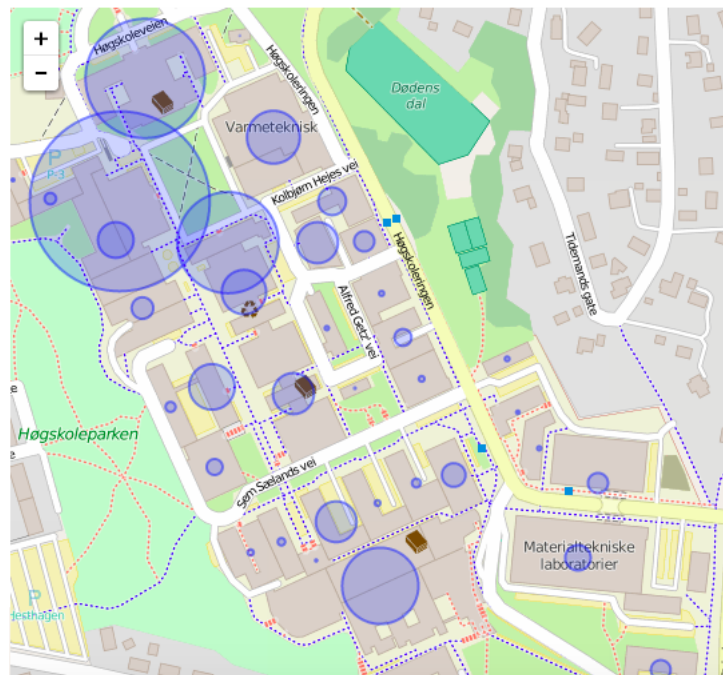 +
-
Høgskoleveien
Høgskoleringen
Varmeteknisk
Dødens
dal
P
P-3
Kolbjørn Hejes vei
Høgskoleringen
Tidemands gate
Alfred Getz' vei
Høgskoleparken
Sem Sælands vei
Materialtekniske
laboratorier
P